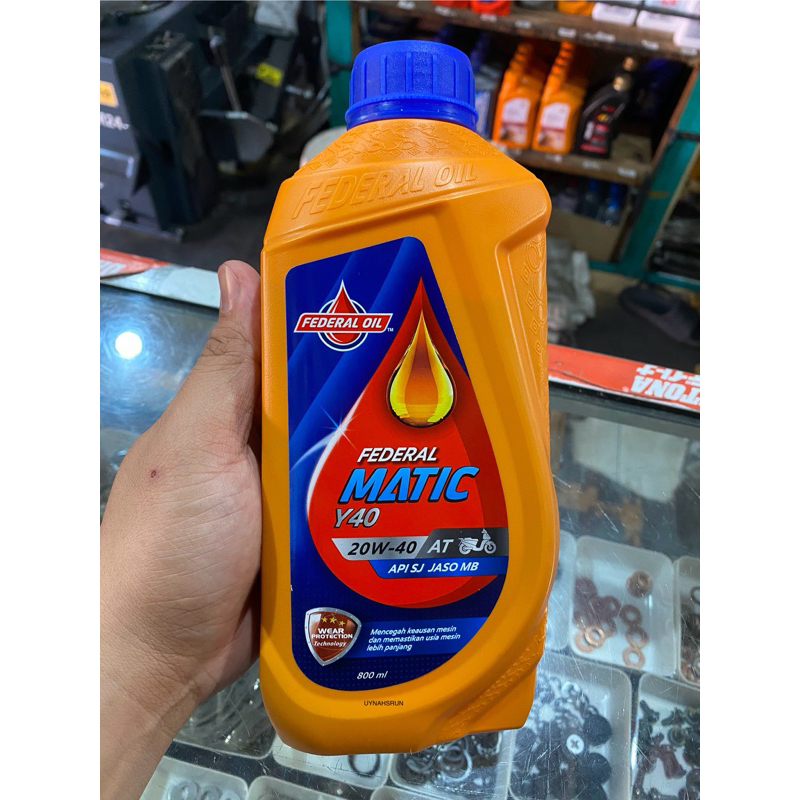 FEDERAL OIL
FEDERAL OIL
TM
FEDERAL
MATIC
Y40
20W-40 AT
API SJ JASO MB
WEAR
PROTECTION
Technology
Mencegah keausan mesin
dan memastikan usia mesin
lebih panjang
800 ml
UYNAHSRUN